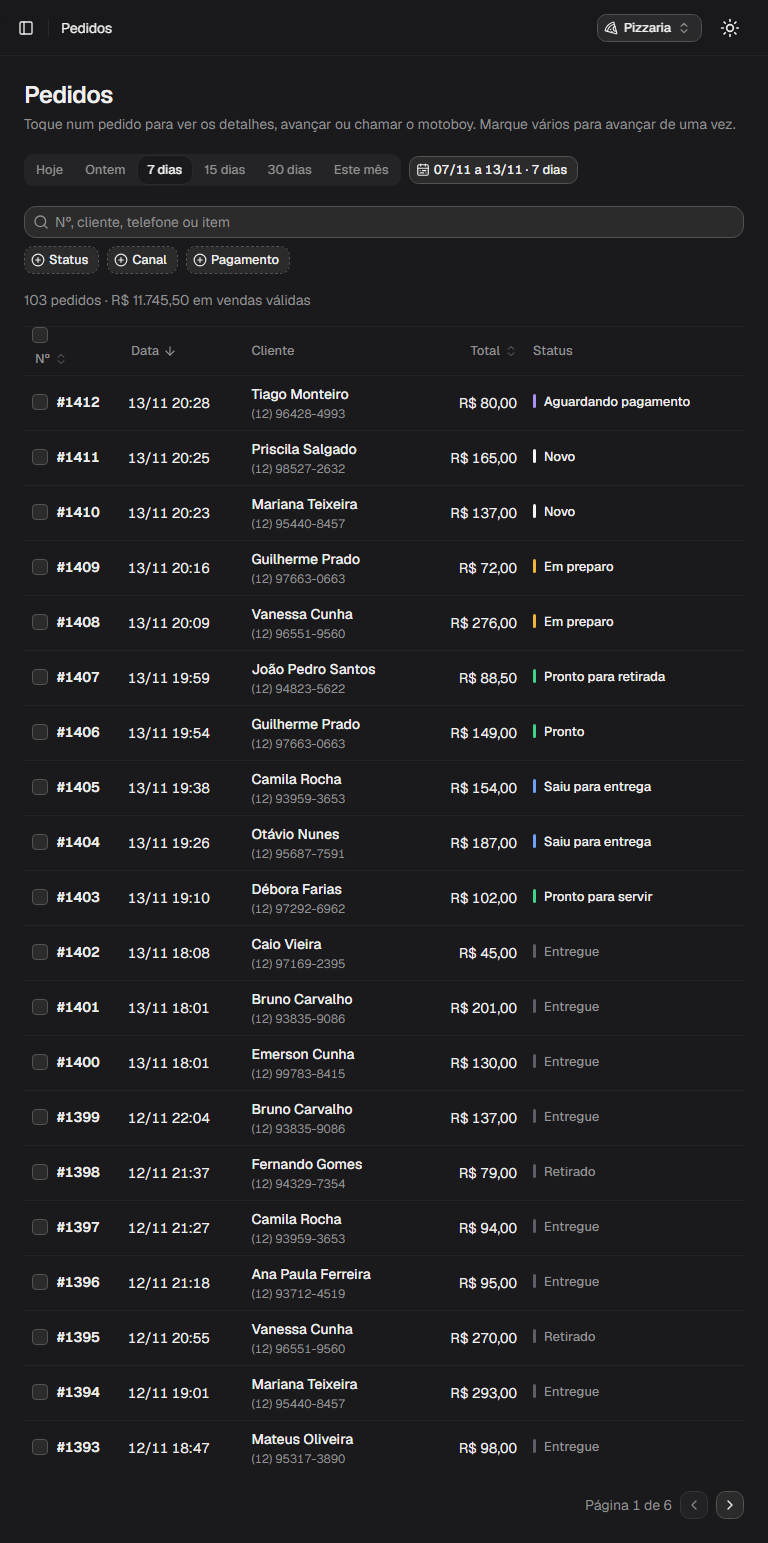 Pedidos
Pizzaria
Pedidos
Toque num pedido para ver os detalhes, avançar ou chamar o motoboy. Marque vários para avançar de uma vez.
Hoje Ontem 7 dias 15 dias 30 dias Este mês 07/11 a 13/11 · 7 dias
Nº, cliente, telefone ou item
Status Canal Pagamento
103 pedidos · R$ 11.745,50 em vendas válidas
Nº Data Cliente Total Status
#1412 13/11 20:28 Tiago Monteiro R$ 80,00 Aguardando pagamento
(12) 96428-4993
#1411 13/11 20:25 Priscila Salgado R$ 165,00 Novo
(12) 98527-2632
#1410 13/11 20:23 Mariana Teixeira R$ 137,00 Novo
(12) 95440-8457
#1409 13/11 20:16 Guilherme Prado R$ 72,00 Em preparo
(12) 97663-0663
#1408 13/11 20:09 Vanessa Cunha R$ 276,00 Em preparo
(12) 96551-9560
#1407 13/11 19:59 João Pedro Santos R$ 88,50 Pronto para retirada
(12) 94823-5622
#1406 13/11 19:54 Guilherme Prado R$ 149,00 Pronto
(12) 97663-0663
#1405 13/11 19:38 Camila Rocha R$ 154,00 Saiu para entrega
(12) 93959-3653
#1404 13/11 19:26 Otávio Nunes R$ 187,00 Saiu para entrega
(12) 95687-7591
#1403 13/11 19:10 Débora Farias R$ 102,00 Pronto para servir
(12) 97292-6962
#1402 13/11 18:08 Caio Vieira R$ 45,00 Entregue
(12) 97169-2395
#1401 13/11 18:01 Bruno Carvalho R$ 201,00 Entregue
(12) 93835-9086
#1400 13/11 18:01 Emerson Cunha R$ 130,00 Entregue
(12) 99783-8415
#1399 12/11 22:04 Bruno Carvalho R$ 137,00 Entregue
(12) 93835-9086
#1398 12/11 21:37 Fernando Gomes R$ 79,00 Retirado
(12) 94329-7354
#1397 12/11 21:27 Camila Rocha R$ 94,00 Entregue
(12) 93959-3653
#1396 12/11 21:18 Ana Paula Ferreira R$ 95,00 Entregue
(12) 93712-4519
#1395 12/11 20:55 Vanessa Cunha R$ 270,00 Retirado
(12) 96551-9560
#1394 12/11 19:01 Mariana Teixeira R$ 293,00 Entregue
(12) 95440-8457
#1393 12/11 18:47 Mateus Oliveira R$ 98,00 Entregue
(12) 95317-3890
Página 1 de 6